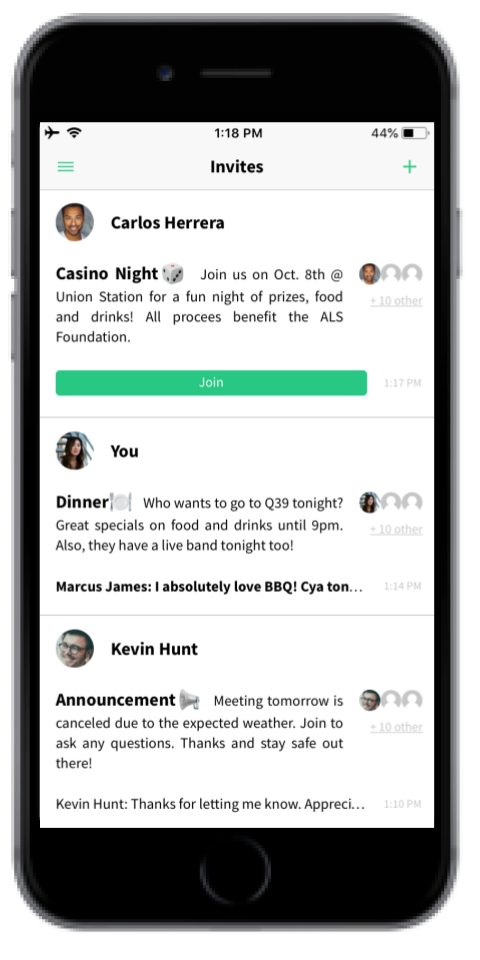 1:18 PM 44%
Invites
Carlos Herrera
Casino Night Join us on Oct. 8th @
Union Station for a fun night of prizes, food
and drinks! All procees benefit the ALS
Foundation.
+ 10 other
Join
1:17 PM
You
Dinner Who wants to go to Q39 tonight?
Great specials on food and drinks until 9pm.
Also, they have a live band tonight too!
+ 10 other
Marcus James: I absolutely love BBQ! Cya ton...
1:14 PM
Kevin Hunt
Announcement Meeting tomorrow is
canceled due to the expected weather. Join to
ask any questions. Thanks and stay safe out
there!
+ 10 other
Kevin Hunt: Thanks for letting me know. Appreci...
1:10 PM